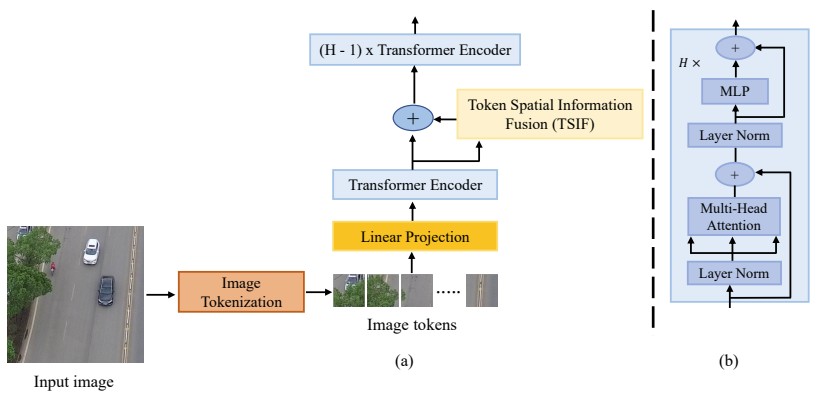 (H - 1) x Transformer Encoder
+
Token Spatial Information
Fusion (TSIF)
Transformer Encoder
Linear Projection
Image
Tokenization
......
Image tokens
Input image
(a)
+
H ×
MLP
Layer Norm
+
Multi-Head
Attention
Layer Norm
(b)